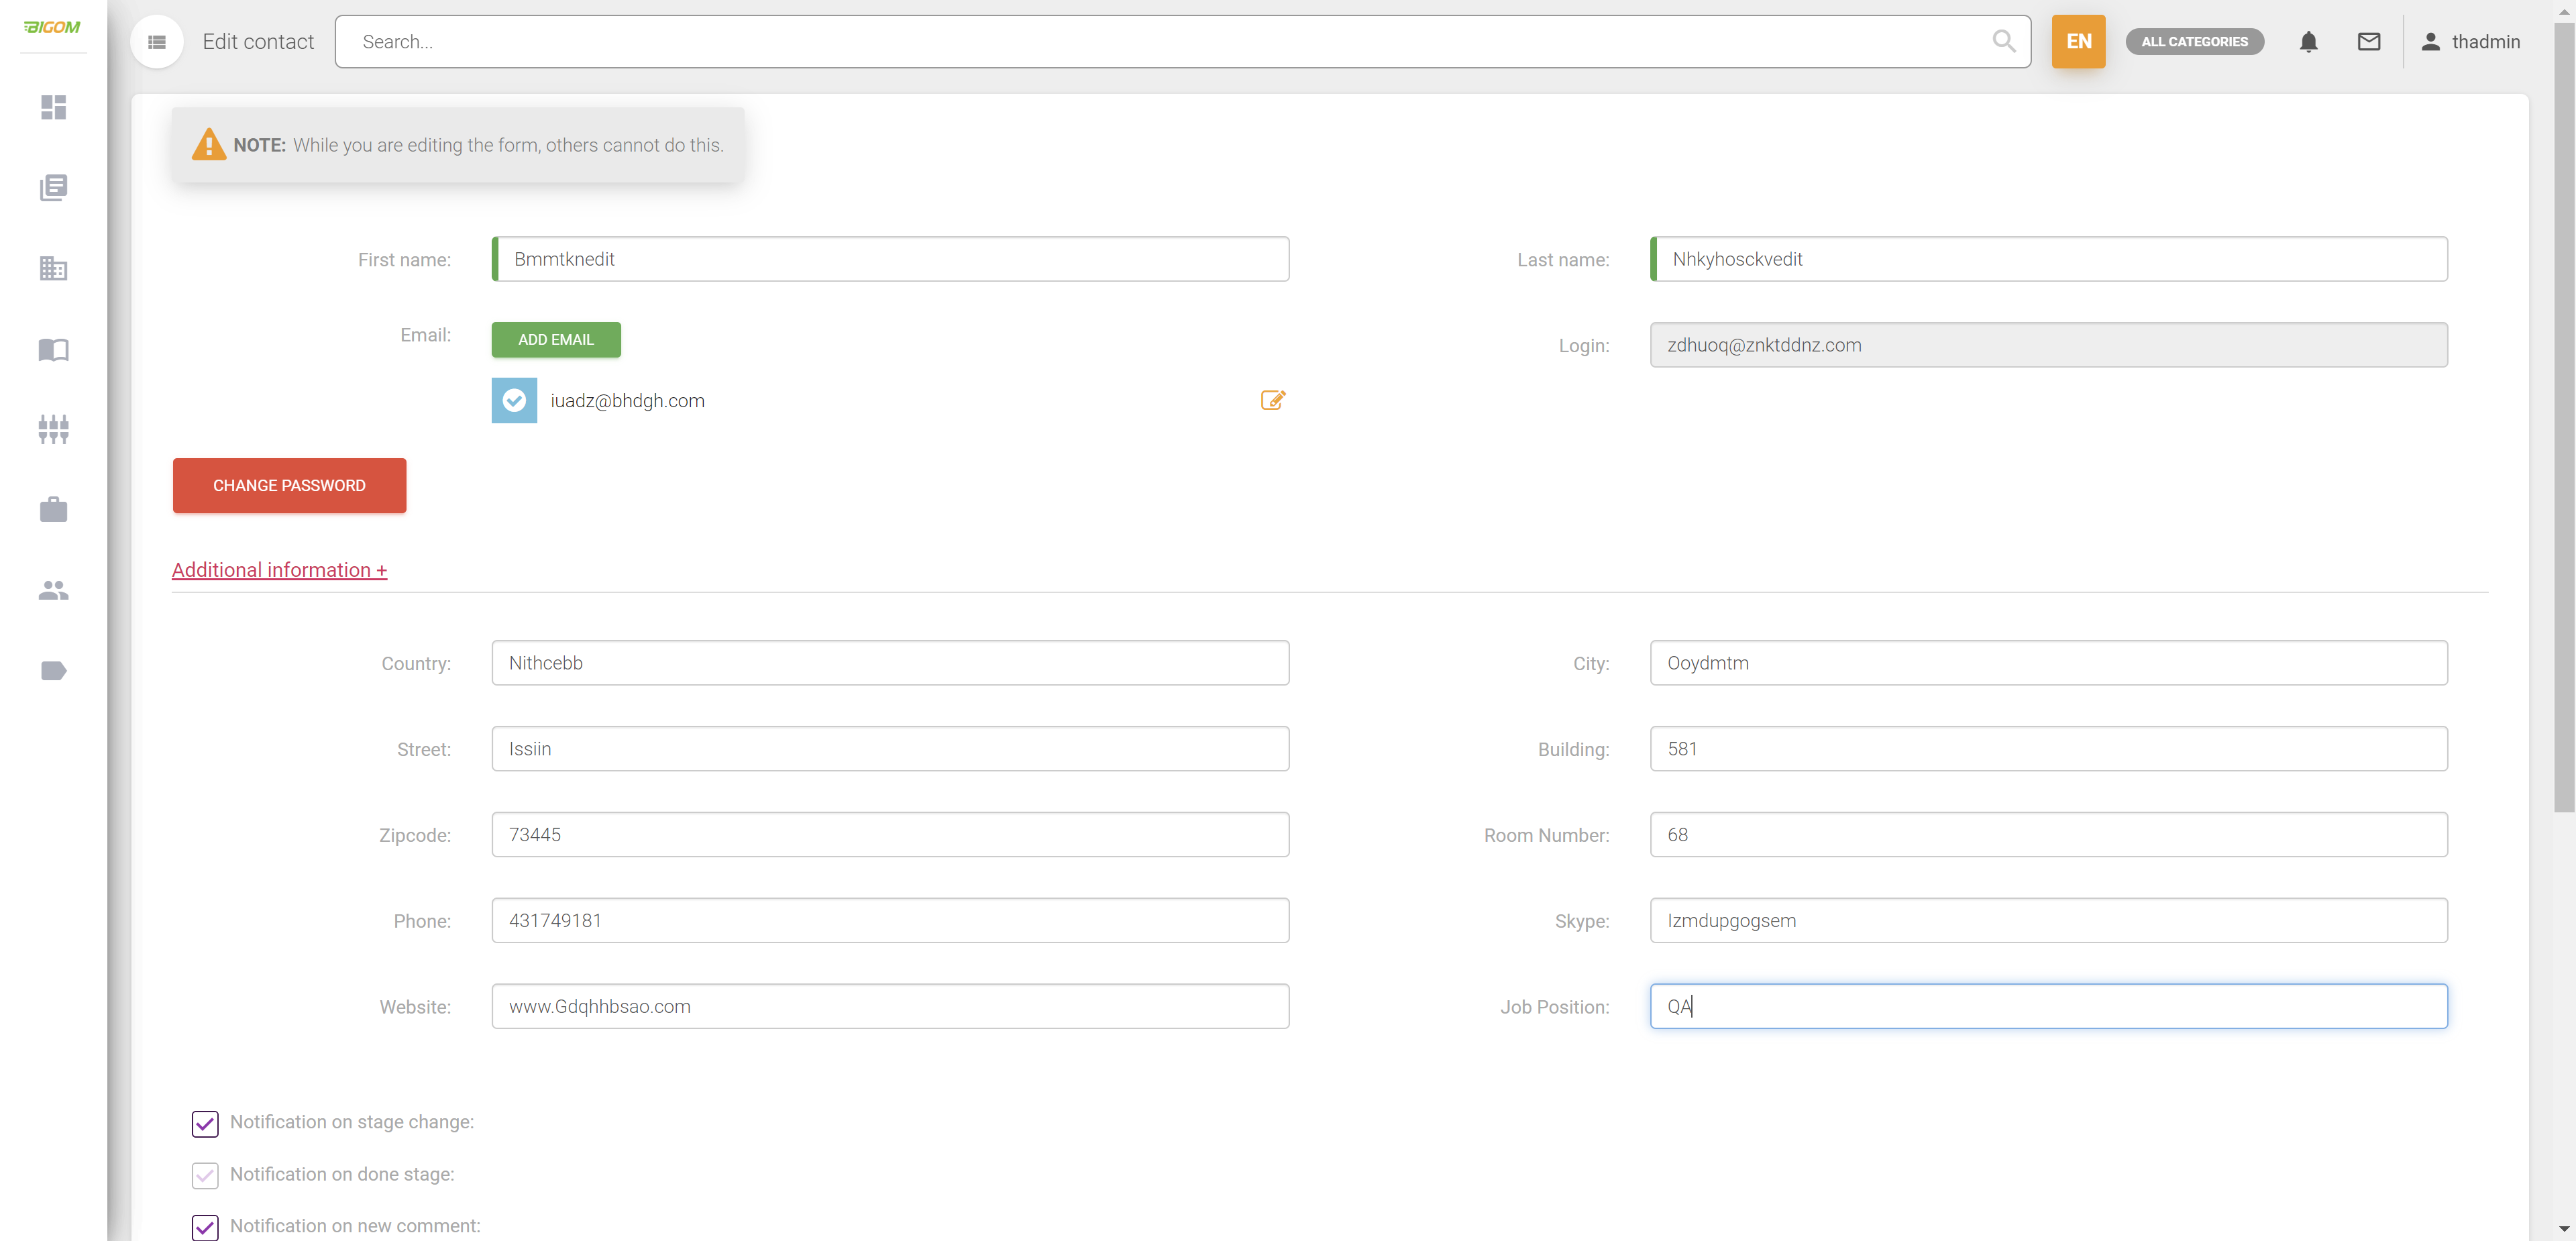 BIGOM
Edit contact
Search...
EN
ALL CATEGORIES
thadmin
NOTE: While you are editing the form, others cannot do this.
First name: Bmmtknedit
Last name: Nhkyhosckvedit
Email: ADD EMAIL
Login: zdhuoq@znktddnz.com
iuadz@bhdgh.com
CHANGE PASSWORD
Additional information +
Country: Nithcebb
City: Ooydmtm
Street: Issiin
Building: 581
Zipcode: 73445
Room Number: 68
Phone: 431749181
Skype: Izmdupgogsem
Website: www.Gdqhhbsao.com
Job Position: QA
Notification on stage change:
Notification on done stage:
Notification on new comment: